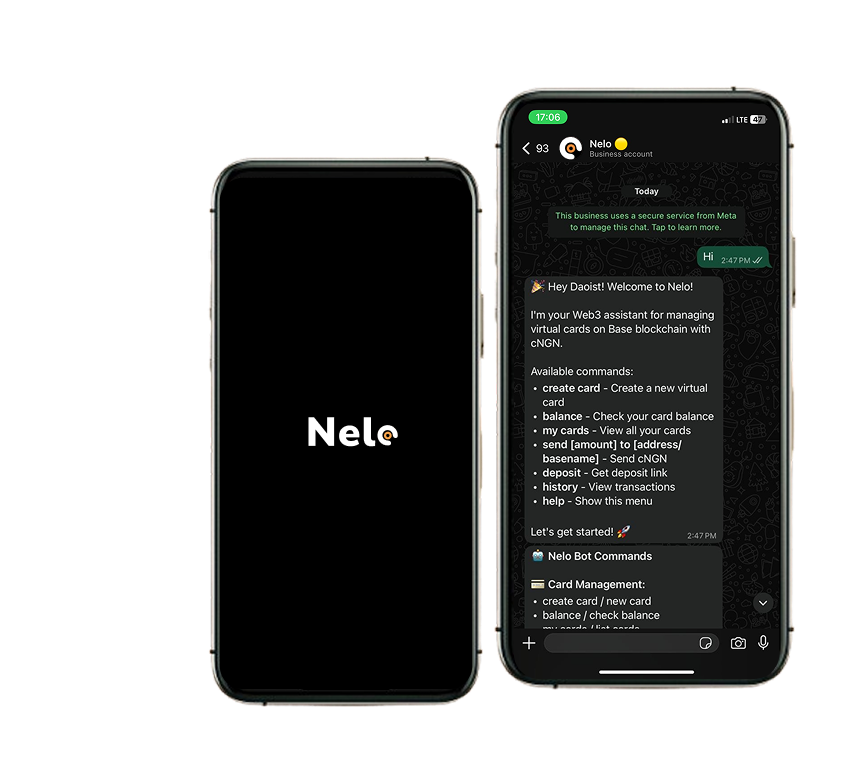 Nelo
17:06
LTE 47
93
Nelo
Business account
Today
This business uses a secure service from Meta
to manage this chat. Tap to learn more.
Hi 2:47 PM
🎉 Hey Daoist! Welcome to Nelo!
I'm your Web3 assistant for managing
virtual cards on Base blockchain with
cNGN.
Available commands:
• create card - Create a new virtual
card
• balance - Check your card balance
• my cards - View all your cards
• send [amount] to [address/
basename] - Send cNGN
• deposit - Get deposit link
• history - View transactions
• help - Show this menu
Let's get started! 🚀
2:47 PM
🤖 Nelo Bot Commands
💳 Card Management:
• create card / new card
• balance / check balance
my cards / list cards